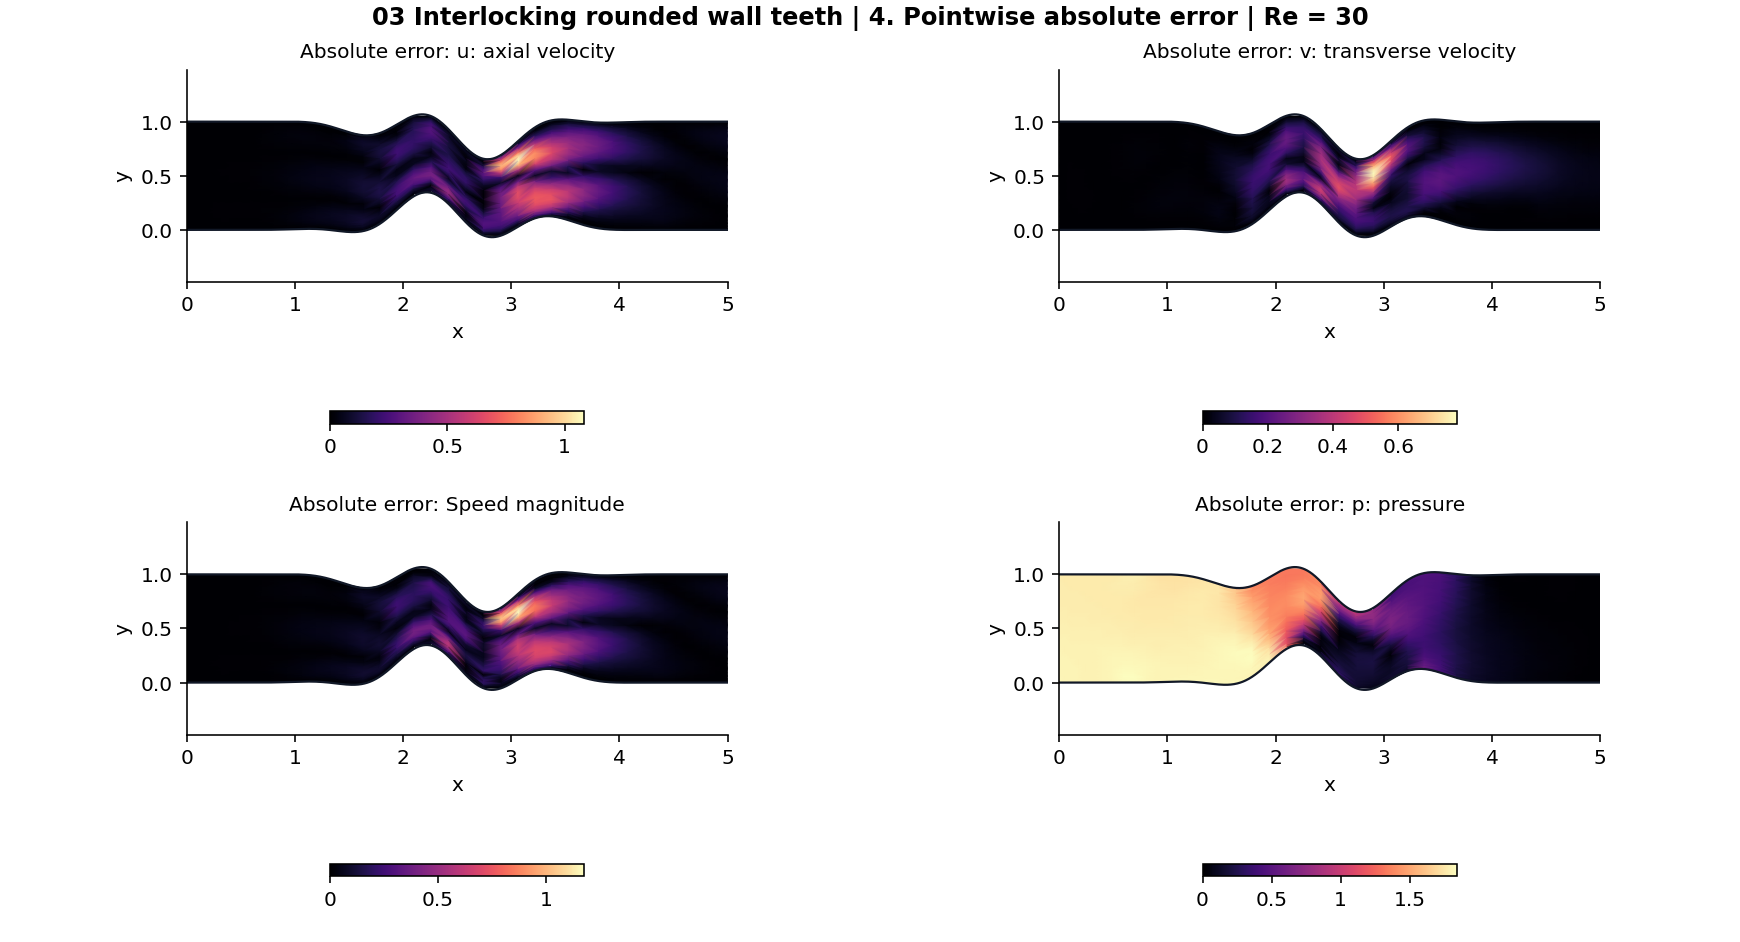 03 Interlocking rounded wall teeth | 4. Pointwise absolute error | Re = 30
Absolute error: u: axial velocity
y
1.0
0.5
0.0
0 1 2 3 4 5
x
0 0.5 1
Absolute error: v: transverse velocity
y
1.0
0.5
0.0
0 1 2 3 4 5
x
0 0.2 0.4 0.6
Absolute error: Speed magnitude
y
1.0
0.5
0.0
0 1 2 3 4 5
x
0 0.5 1
Absolute error: p: pressure
y
1.0
0.5
0.0
0 1 2 3 4 5
x
0 0.5 1 1.5